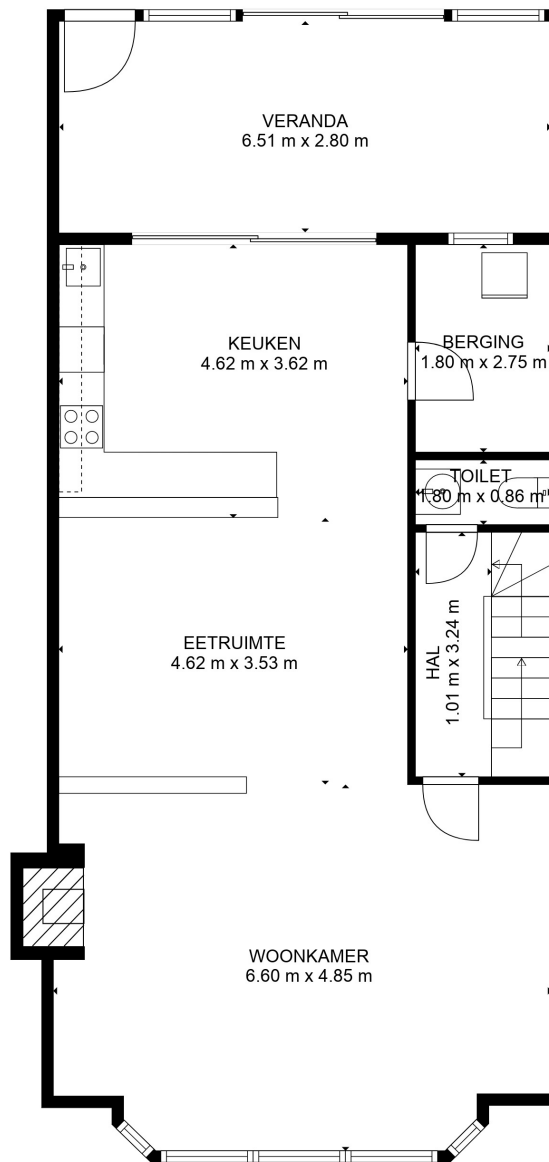 VERANDA
6.51 m x 2.80 m
KEUKEN
4.62 m x 3.62 m
BERGING
1.80 m x 2.75 m
TOILET
1.80 m x 0.86 m
EETRUIMTE
4.62 m x 3.53 m
HAL
1.01 m x 3.24 m
WOONKAMER
6.60 m x 4.85 m